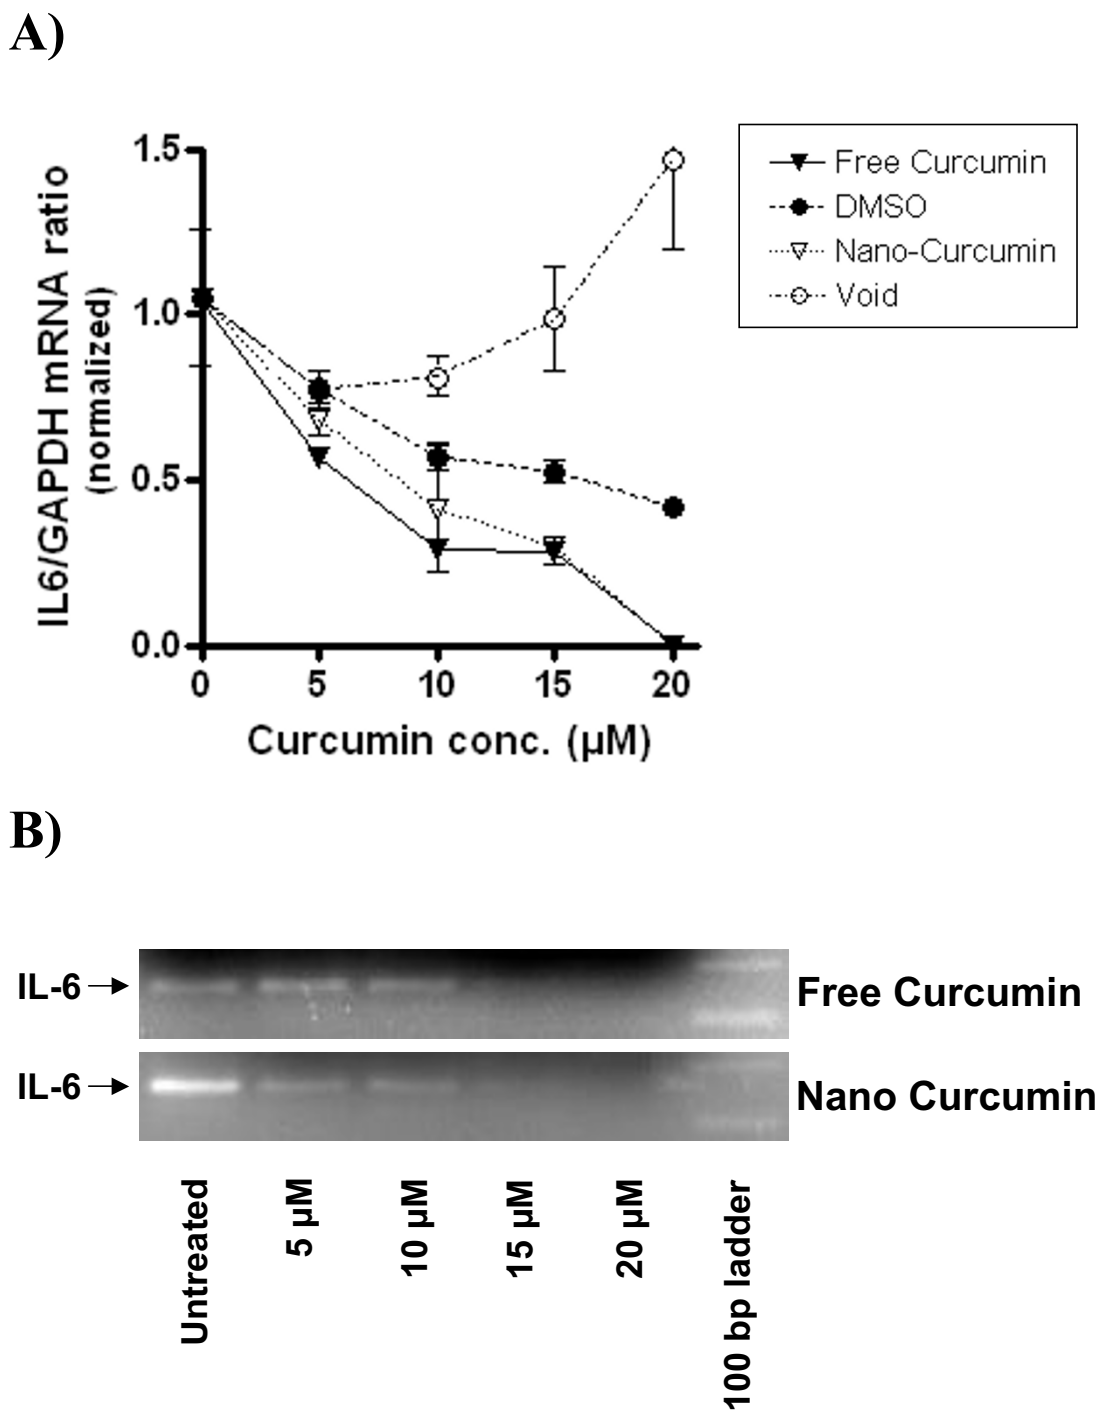 A)
IL6/GAPDH mRNA ratio
(normalized)
1.5
1.0
0.5
0.0
0 5 10 15 20
Curcumin conc. (µM)
Free Curcumin
DMSO
Nano-Curcumin
Void
B)
IL-6
Free Curcumin
IL-6
Nano Curcumin
Untreated
5 µM
10 µM
15 µM
20 µM
100 bp ladder